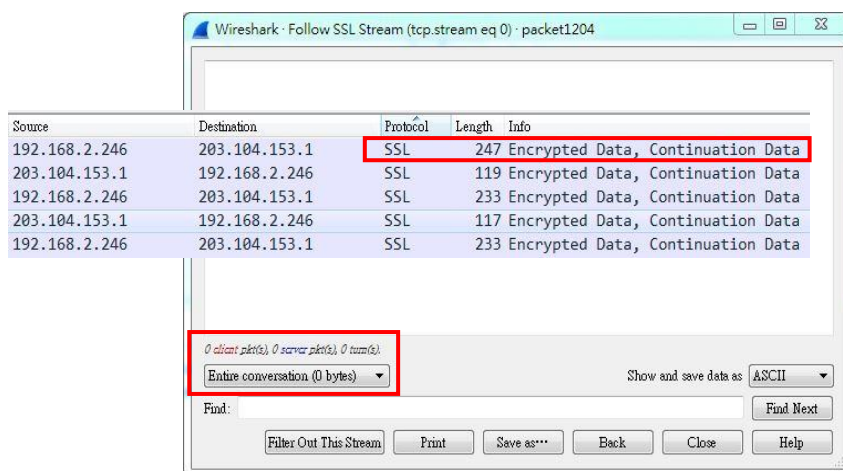 Wireshark · Follow SSL Stream (tcp.stream eq 0) · packet1204
Source Destination Protocol Length Info
192.168.2.246 203.104.153.1 SSL 247 Encrypted Data, Continuation Data
203.104.153.1 192.168.2.246 SSL 119 Encrypted Data, Continuation Data
192.168.2.246 203.104.153.1 SSL 233 Encrypted Data, Continuation Data
203.104.153.1 192.168.2.246 SSL 117 Encrypted Data, Continuation Data
192.168.2.246 203.104.153.1 SSL 233 Encrypted Data, Continuation Data
0 client pkt(s), 0 server pkt(s), 0 turn(s).
Entire conversation (0 bytes) Show and save data as ASCII
Find: Find Next
Filter Out This Stream Print Save as··· Back Close Help